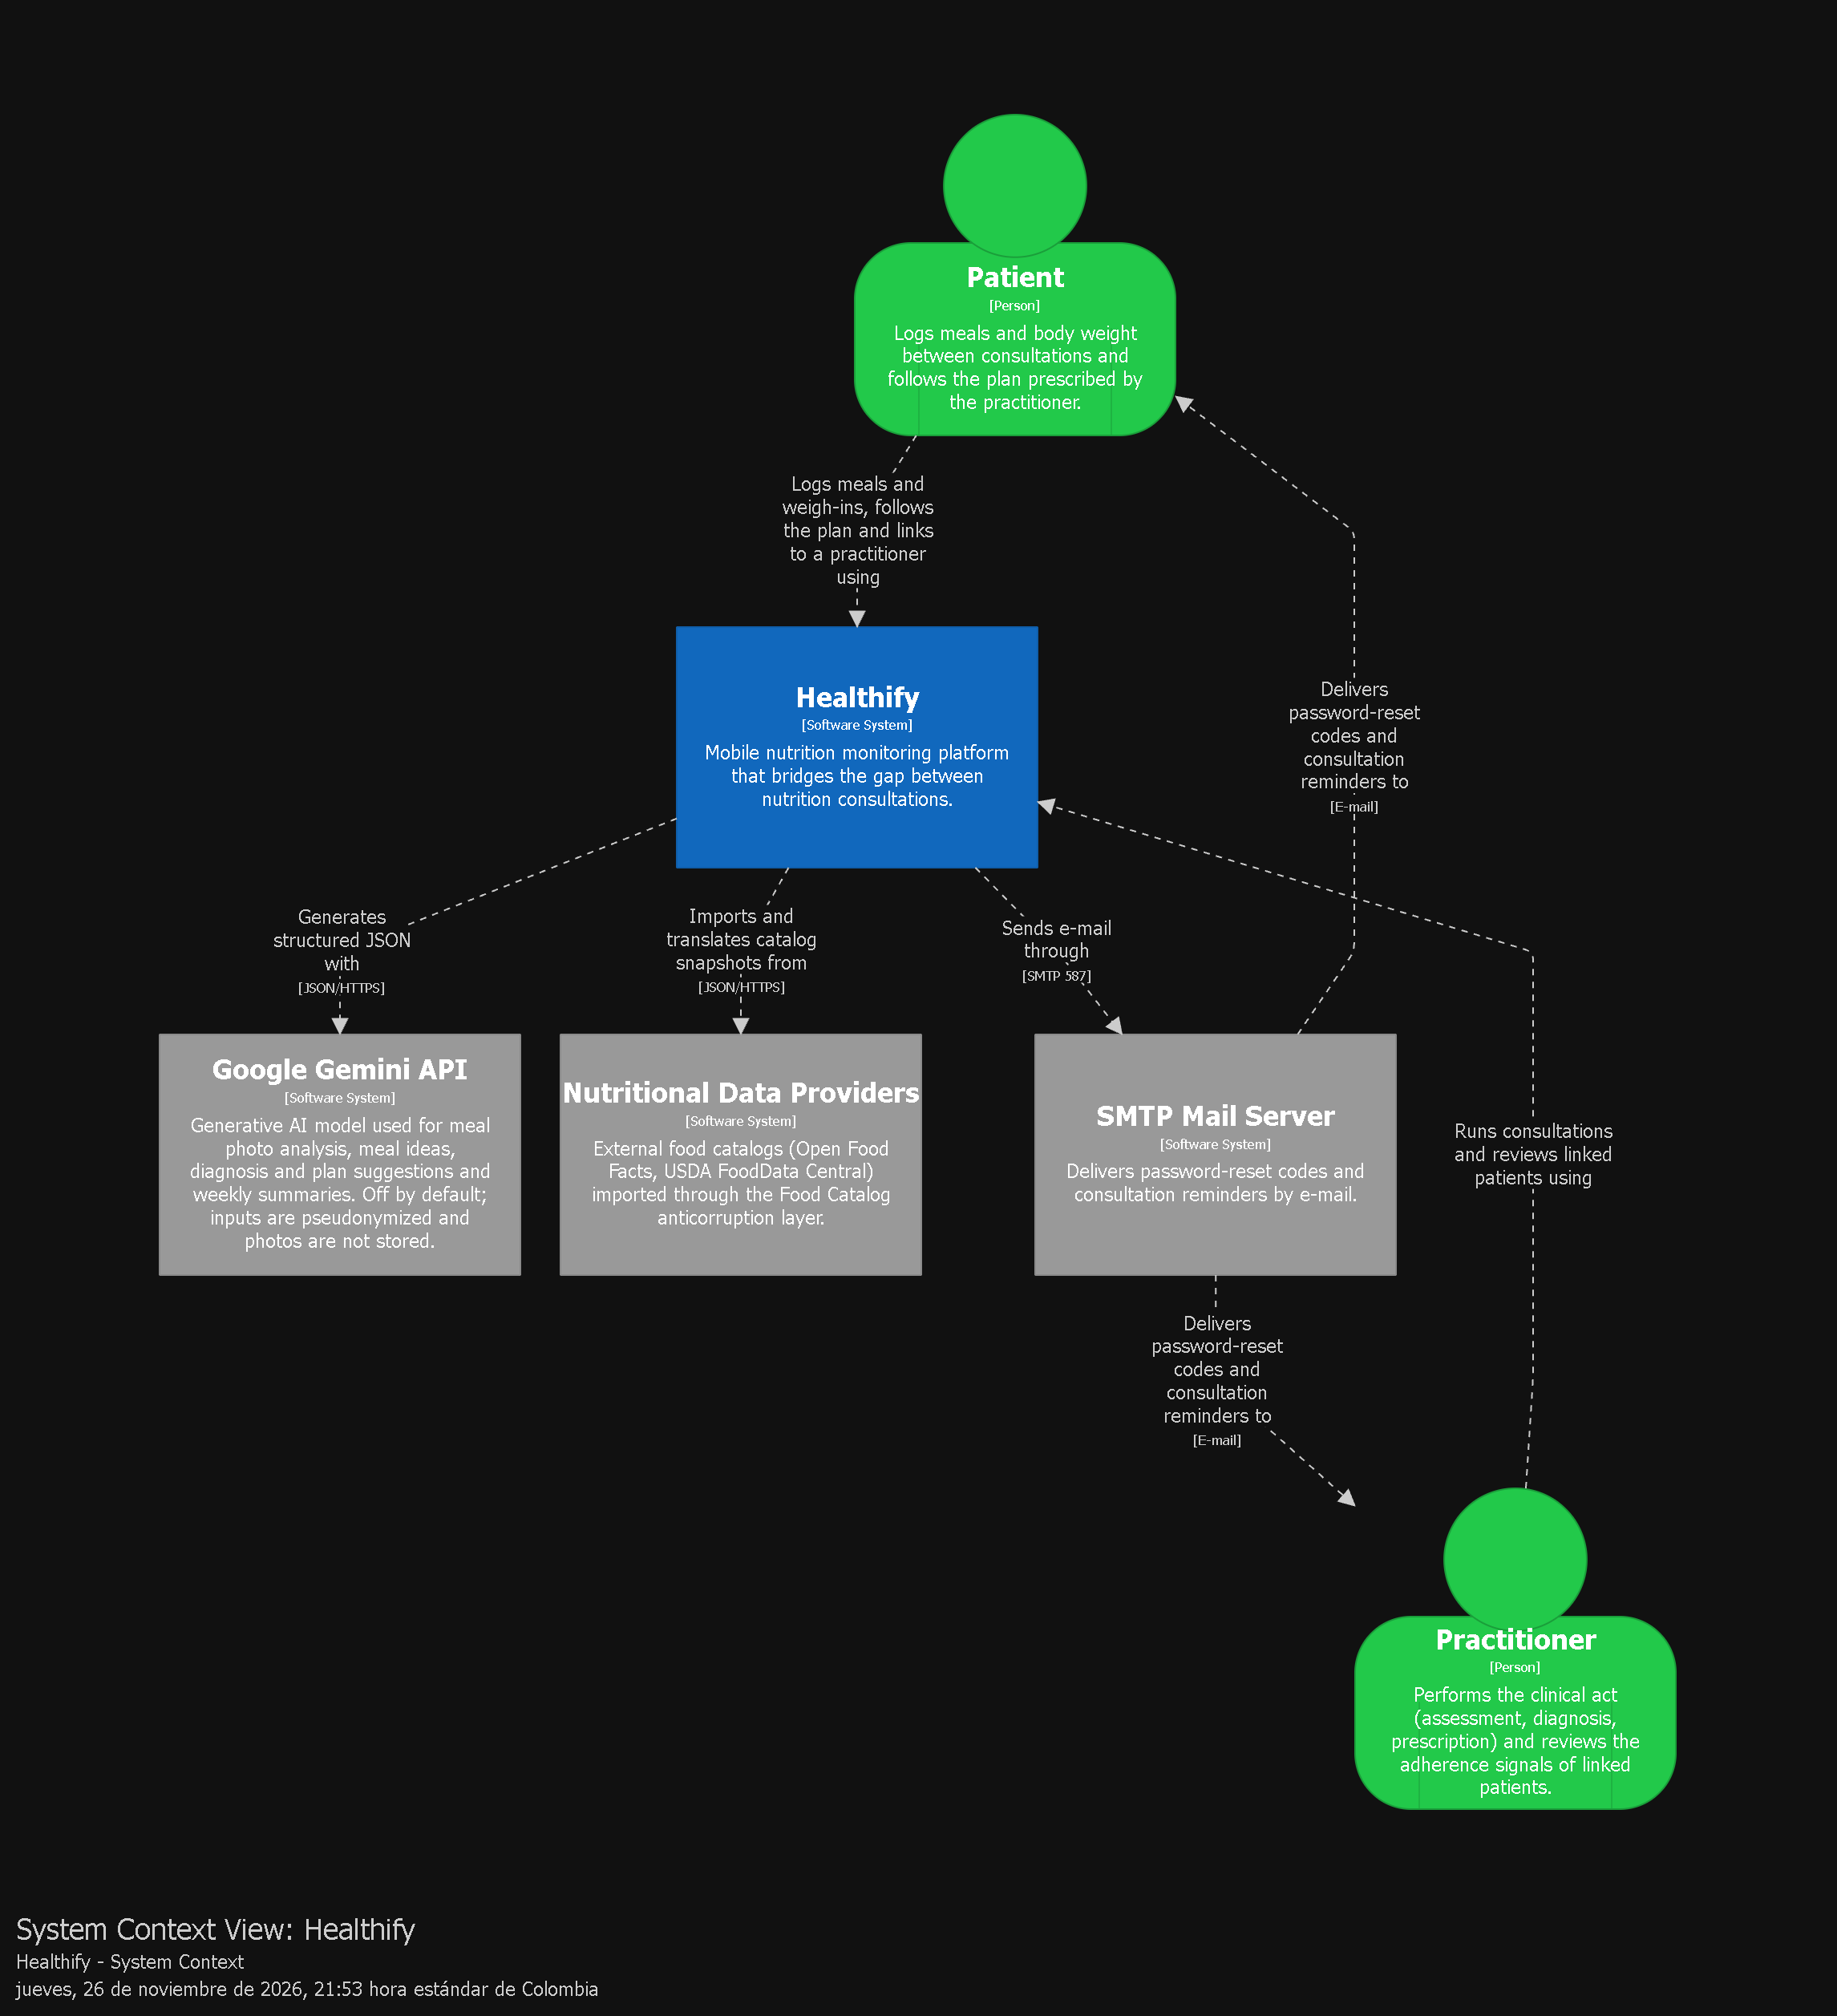 Patient
[Person]
Logs meals and body weight
between consultations and
follows the plan prescribed by
the practitioner.
Logs meals and
weigh-ins, follows
the plan and links
to a practitioner
using
Healthify
[Software System]
Mobile nutrition monitoring platform
that bridges the gap between
nutrition consultations.
Delivers
password-reset
codes and
consultation
reminders to
[E-mail]
Generates
structured JSON
with
[JSON/HTTPS]
Imports and
translates catalog
snapshots from
[JSON/HTTPS]
Sends e-mail
through
[SMTP 587]
Google Gemini API
[Software System]
Generative AI model used for meal
photo analysis, meal ideas,
diagnosis and plan suggestions and
weekly summaries. Off by default;
inputs are pseudonymized and
photos are not stored.
Nutritional Data Providers
[Software System]
External food catalogs (Open Food
Facts, USDA FoodData Central)
imported through the Food Catalog
anticorruption layer.
SMTP Mail Server
[Software System]
Delivers password-reset codes and
consultation reminders by e-mail.
Runs consultations
and reviews linked
patients using
Delivers
password-reset
codes and
consultation
reminders to
[E-mail]
Practitioner
[Person]
Performs the clinical act
(assessment, diagnosis,
prescription) and reviews the
adherence signals of linked
patients.
System Context View: Healthify
Healthify - System Context
jueves, 26 de noviembre de 2026, 21:53 hora estándar de Colombia